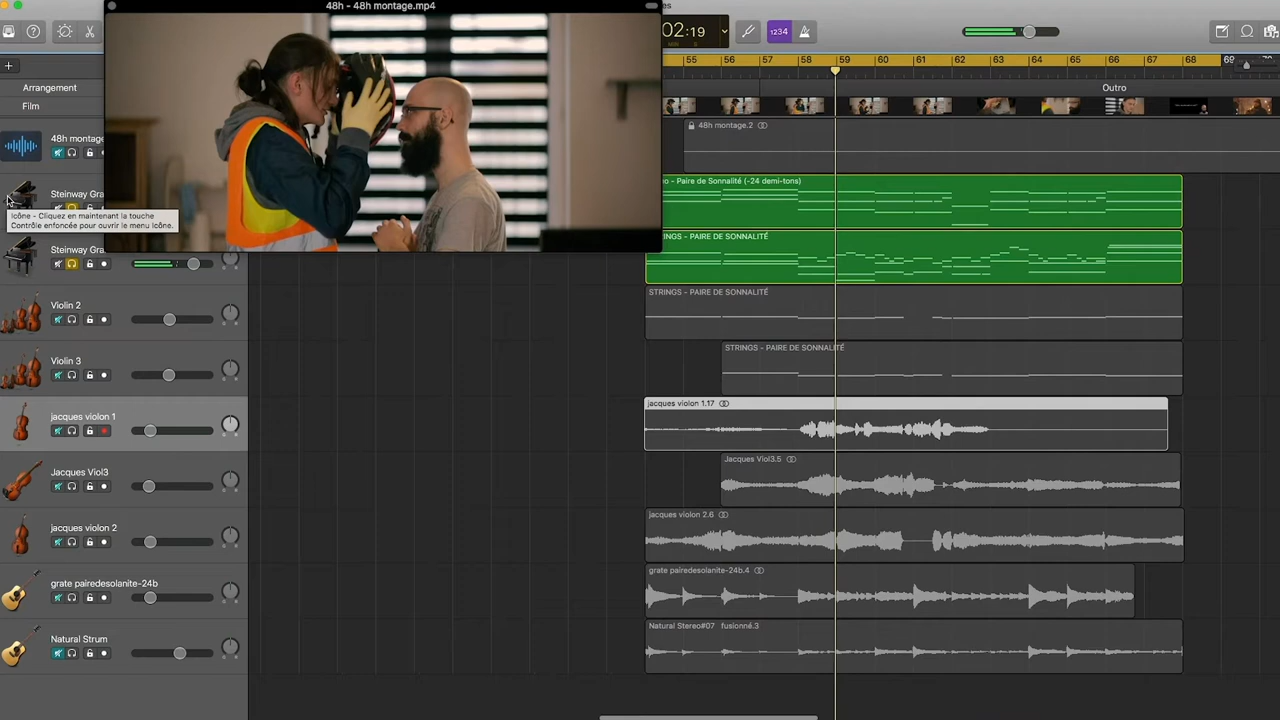 48h - 48h montage.mp4
es
02:19
1234
55 56 57 58 59 60 61 62 63 64 65 66 67 68 69
Arrangement
Outro
Film
48h montage
48h montage.2
Steinway Gra
o - Paire de Sonnalité (-24 demi-tons)
Icône - Cliquez en maintenant la touche
Contrôle enfoncée pour ouvrir le menu Icône.
Steinway Gra
RINGS - PAIRE DE SONNALITÉ
Violin 2
STRINGS - PAIRE DE SONNALITÉ
Violin 3
STRINGS - PAIRE DE SONNALITÉ
jacques violon 1
jacques violon 1.17
Jacques Viol3
Jacques Viol3.5
jacques violon 2
jacques violon 2.6
grate pairedesolanite-24b
grate pairedesolanite-24b.4
Natural Strum
Natural Stereo#07 fusionné.3